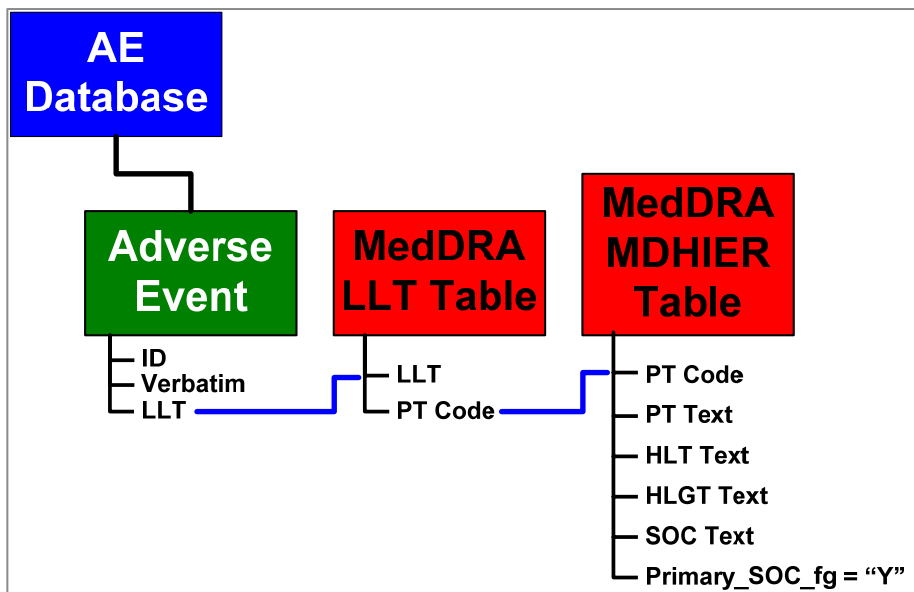 AE
Database
Adverse
Event
ID
Verbatim
LLT
MedDRA
LLT Table
LLT
PT Code
MedDRA
MDHIER
Table
PT Code
PT Text
HLT Text
HLGT Text
SOC Text
Primary_SOC_fg = “Y”